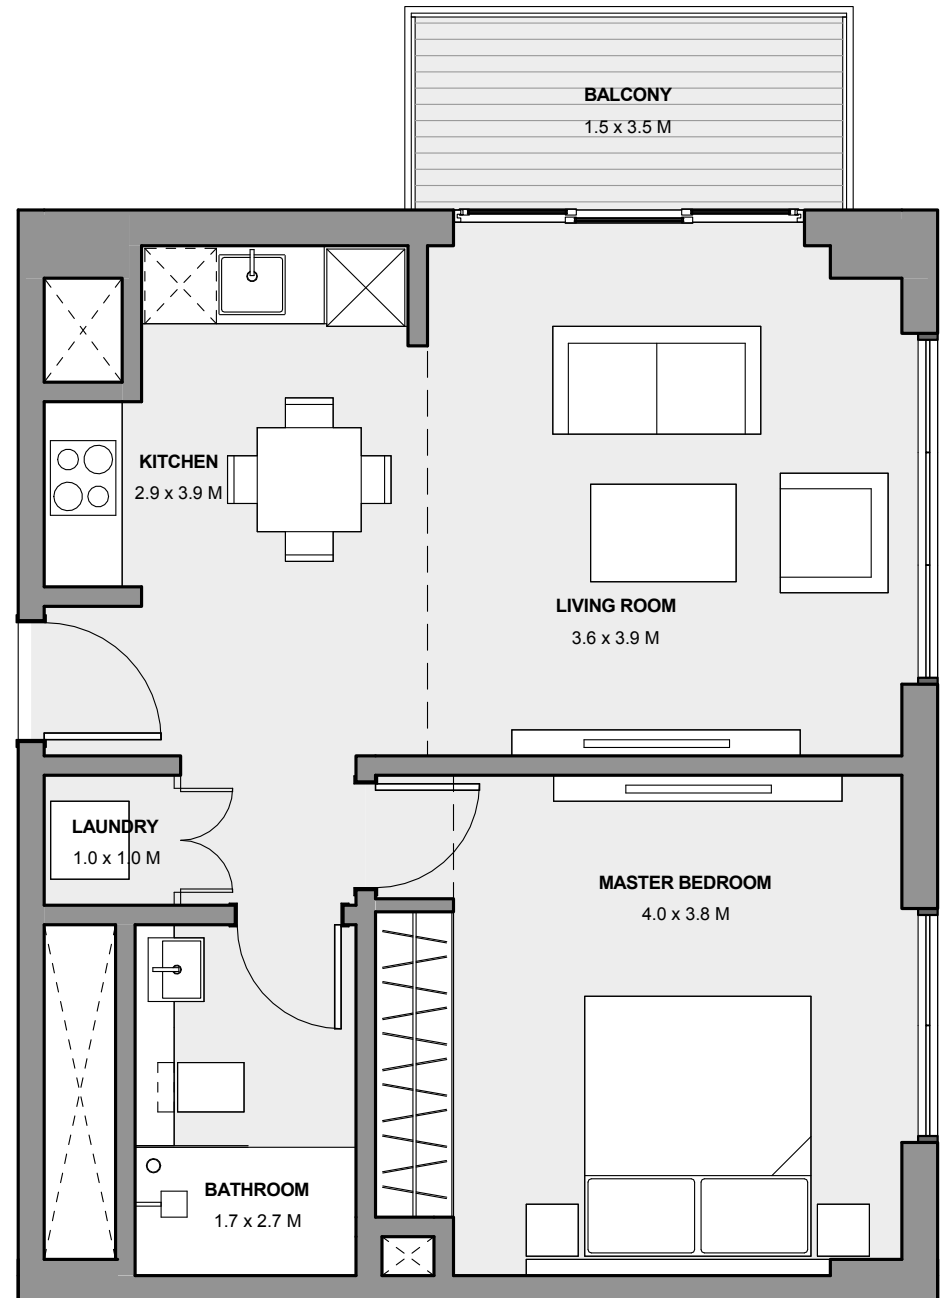 BALCONY
1.5 x 3.5 M
KITCHEN
2.9 x 3.9 M
LIVING ROOM
3.6 x 3.9 M
LAUNDRY
1.0 x 1.0 M
MASTER BEDROOM
4.0 x 3.8 M
BATHROOM
1.7 x 2.7 M